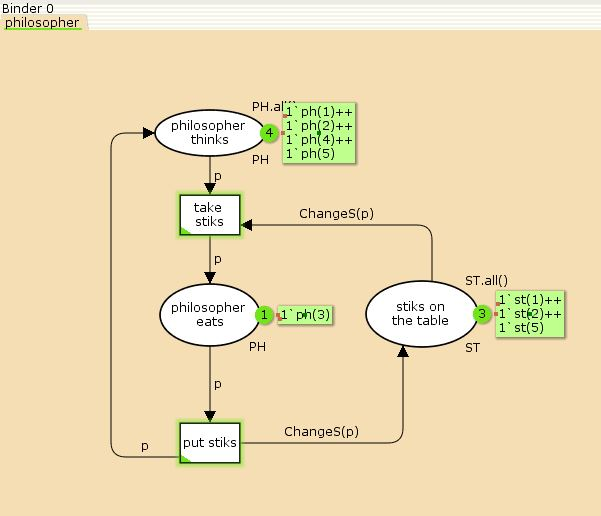 Binder 0
philosopher
PH.all()
philosopher
thinks
4
1`ph(1)++
1`ph(2)++
1`ph(4)++
1`ph(5)
PH
p
take
stiks
ChangeS(p)
p
ST.all()
philosopher
eats
1
1`ph(3)
stiks on
the table
3
1`st(1)++
1`st(2)++
1`st(5)
PH
ST
p
ChangeS(p)
put stiks
p